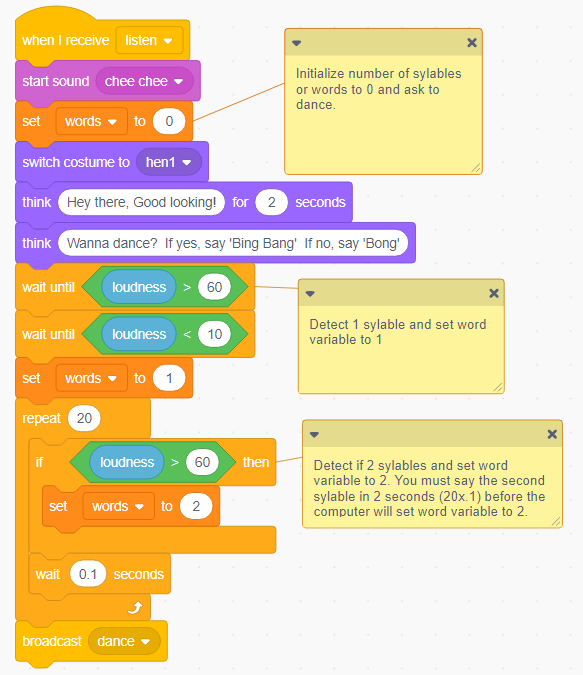 when I receive listen
start sound chee chee
set words to 0
switch costume to hen1
think Hey there, Good looking! for 2 seconds
think Wanna dance? If yes, say 'Bing Bang' If no, say 'Bong'
wait until loudness > 60
wait until loudness < 10
set words to 1
repeat 20
if loudness > 60 then
set words to 2
wait 0.1 seconds
broadcast dance
Initialize number of sylables
or words to 0 and ask to
dance.
Detect 1 sylable and set word
variable to 1
Detect if 2 sylables and set word
variable to 2. You must say the second
sylable in 2 seconds (20x.1) before the
computer will set word variable to 2.